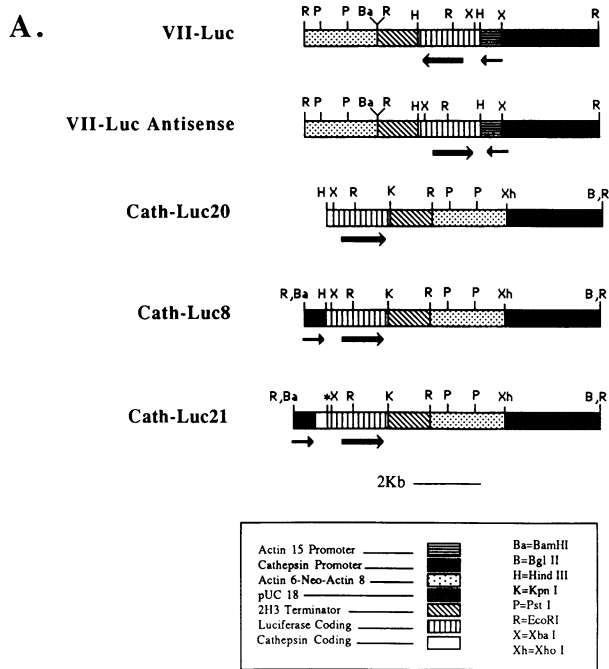 A.
R P P Ba R H R X H X R
VII-Luc
R P P Ba R H X R H X R
VII-Luc Antisense
H X R K R P P Xh B,R
Cath-Luc20
R,Ba H X R K R P P Xh B,R
Cath-Luc8
R,Ba * X R K R P P Xh B,R
Cath-Luc21
2Kb
Actin 15 Promoter
Cathepsin Promoter
Actin 6-Neo-Actin 8
pUC 18
2H3 Terminator
Luciferase Coding
Cathepsin Coding
Ba=BamHI
B=Bgl II
H=Hind III
K=Kpn I
P=Pst I
R=EcoRI
X=Xba I
Xh=Xho I